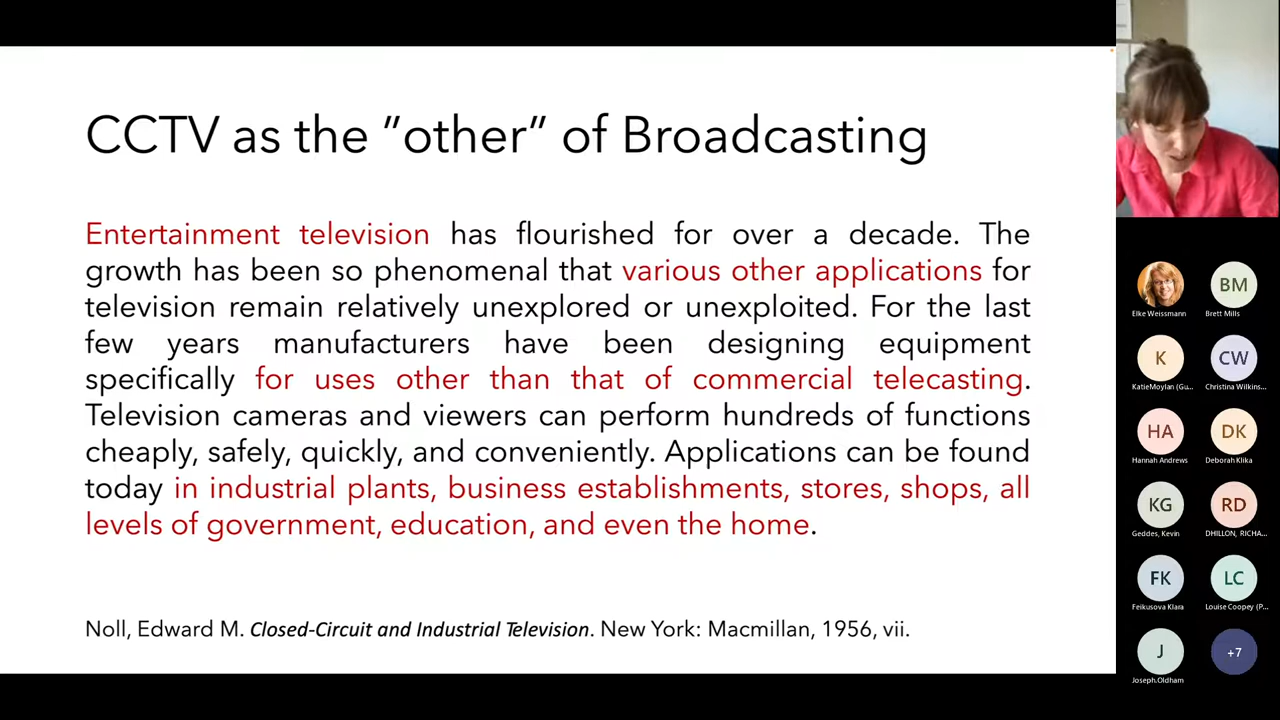 CCTV as the ”other” of Broadcasting
Entertainment television has flourished for over a decade. The
growth has been so phenomenal that various other applications for
television remain relatively unexplored or unexploited. For the last
few years manufacturers have been designing equipment
specifically for uses other than that of commercial telecasting.
Television cameras and viewers can perform hundreds of functions
cheaply, safely, quickly, and conveniently. Applications can be found
today in industrial plants, business establishments, stores, shops, all
levels of government, education, and even the home.
Noll, Edward M. Closed-Circuit and Industrial Television. New York: Macmillan, 1956, vii.
Elke Weissmann
BM
Brett Mills
K
KatieMoylan (Gu...
CW
Christina Wilkins...
HA
Hannah Andrews
DK
Deborah Klika
KG
Geddes, Kevin
RD
DHILLON, RICHA...
FK
Feikusova Klara
LC
Louise Coopey (P...
J
Joseph.Oldham
+7